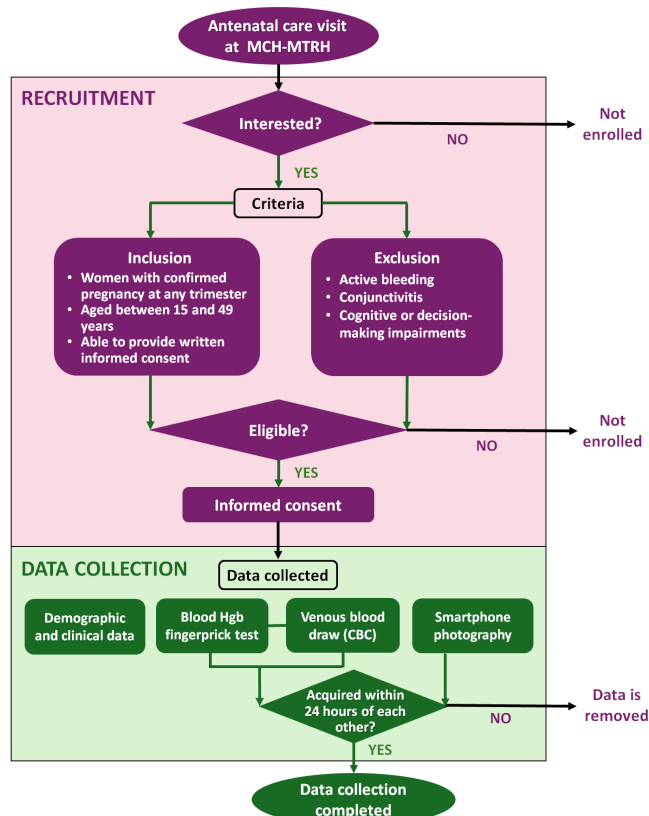 Antenatal care visit
at MCH-MTRH
RECRUITMENT
Interested?
NO
Not
enrolled
YES
Criteria
Inclusion
• Women with confirmed
pregnancy at any trimester
• Aged between 15 and 49
years
• Able to provide written
informed consent
Exclusion
• Active bleeding
• Conjunctivitis
• Cognitive or decision-
making impairments
Eligible?
NO
Not
enrolled
YES
Informed consent
DATA COLLECTION
Data collected
Demographic
and clinical data
Blood Hgb
fingerprick test
Venous blood
draw (CBC)
Smartphone
photography
Acquired within
24 hours of each
other?
NO
Data is
removed
YES
Data collection
completed